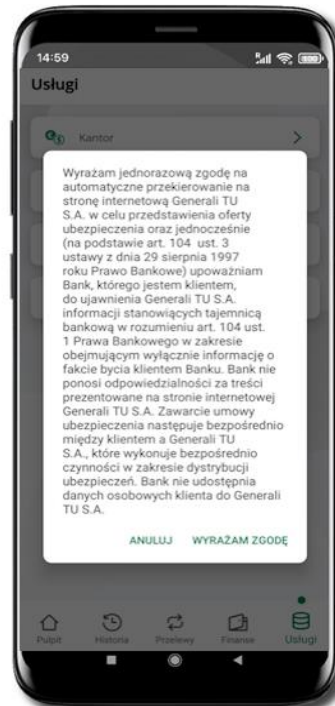 14:59
Usługi
Kantor
Wyrażam jednorazową zgodę na
automatyczne przekierowanie na
stronę internetową Generali TU
S.A. w celu przedstawienia oferty
ubezpieczenia oraz jednocześnie
(na podstawie art. 104 ust. 3
ustawy z dnia 29 sierpnia 1997
roku Prawo Bankowe) upoważniam
Bank, którego jestem klientem,
do ujawnienia Generali TU S.A.
informacji stanowiących tajemnicą
bankową w rozumieniu art. 104 ust.
1 Prawa Bankowego w zakresie
obejmującym wyłącznie informację o
fakcie bycia klientem Banku. Bank nie
ponosi odpowiedzialności za treści
prezentowane na stronie internetowej
Generali TU S.A. Zawarcie umowy
ubezpieczenia następuje bezpośrednio
między klientem a Generali TU
S.A., które wykonuje bezpośrednio
czynności w zakresie dystrybucji
ubezpieczeń. Bank nie udostępnia
danych osobowych klienta do Generali
TU S.A.
ANULUJ WYRAŻAM ZGODĘ
Pulpit Historia Przelewy Finanse Usługi